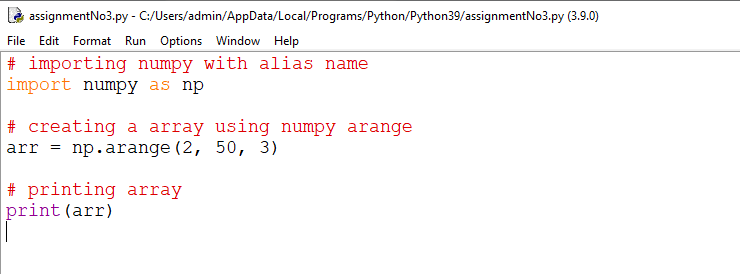 assignmentNo3.py - C:/Users/admin/AppData/Local/Programs/Python/Python39/assignmentNo3.py (3.9.0)
File Edit Format Run Options Window Help
# importing numpy with alias name
import numpy as np
# creating a array using numpy arange
arr = np.arange(2, 50, 3)
# printing array
print(arr)